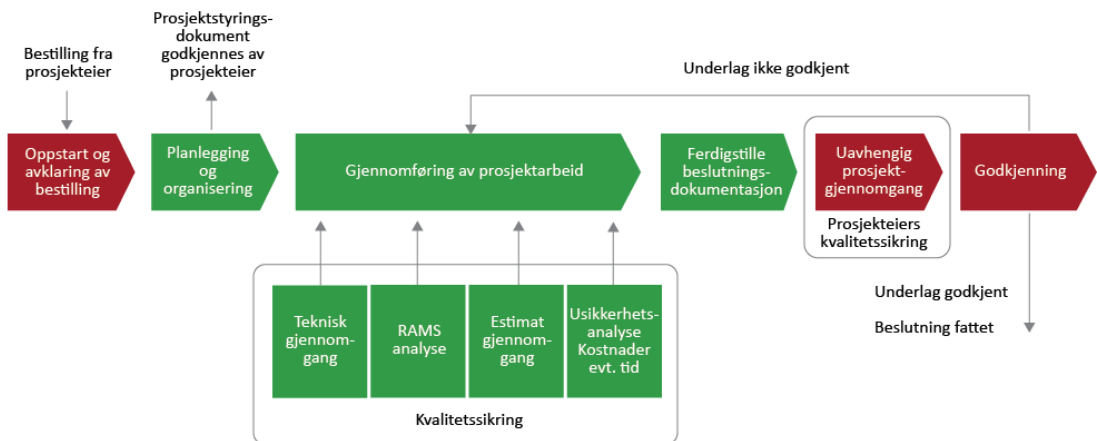 Prosjektstyrings-
dokument
godkjennes av
prosjekteier
Bestilling fra
prosjekteier
Underlag ikke godkjent
Oppstart og
avklaring av
bestilling
Planlegging
og
organisering
Gjennomføring av prosjektarbeid
Ferdigstille
beslutnings-
dokumentasjon
Uavhengig
prosjekt-
gjennomgang
Godkjenning
Prosjekteiers
kvalitetssikring
Teknisk
gjennom-
gang
RAMS
analyse
Estimat
gjennom-
gang
Usikkerhets-
analyse
Kostnader
evt. tid
Kvalitetssikring
Underlag godkjent
Beslutning fattet